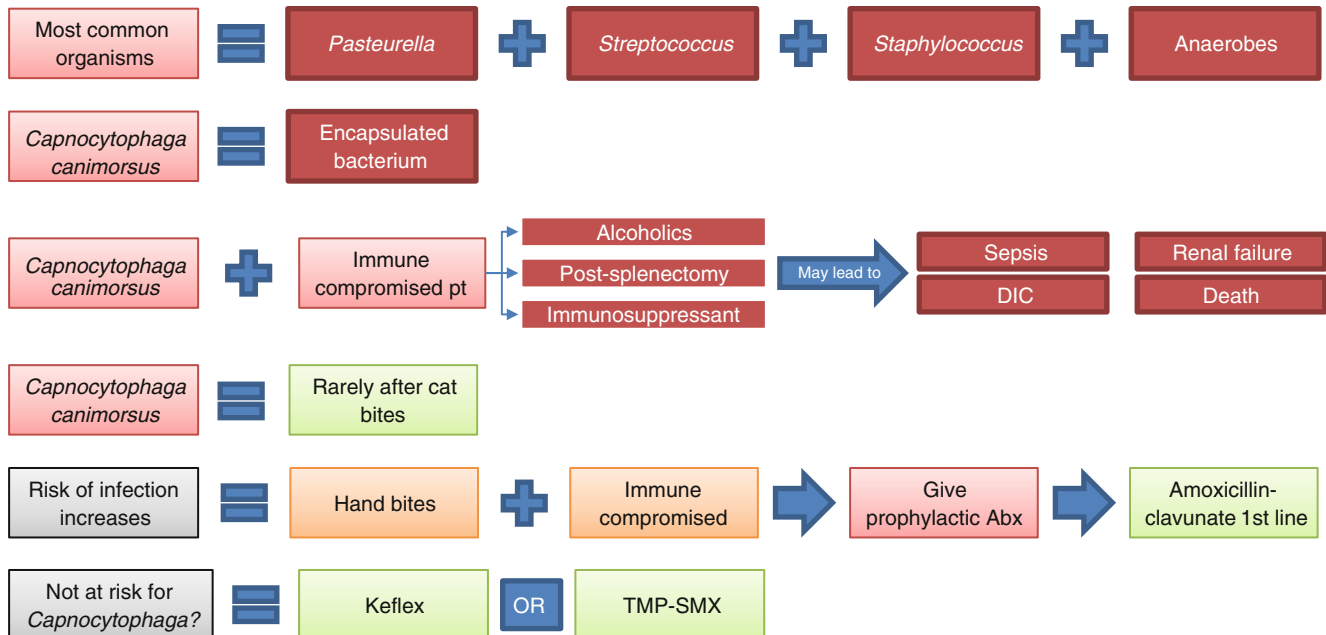 Most common
organisms
Pasteurella
Streptococcus
Staphylococcus
Anaerobes
Capnocytophaga
canimorsus
Encapsulated
bacterium
Capnocytophaga
canimorsus
Immune
compromised pt
Alcoholics
Post-splenectomy
Immunosuppressant
May lead to
Sepsis
Renal failure
DIC
Death
Capnocytophaga
canimorsus
Rarely after cat
bites
Risk of infection
increases
Hand bites
Immune
compromised
Give
prophylactic Abx
Amoxicillin-
clavunate 1st line
Not at risk for
Capnocytophaga?
Keflex
OR
TMP-SMX